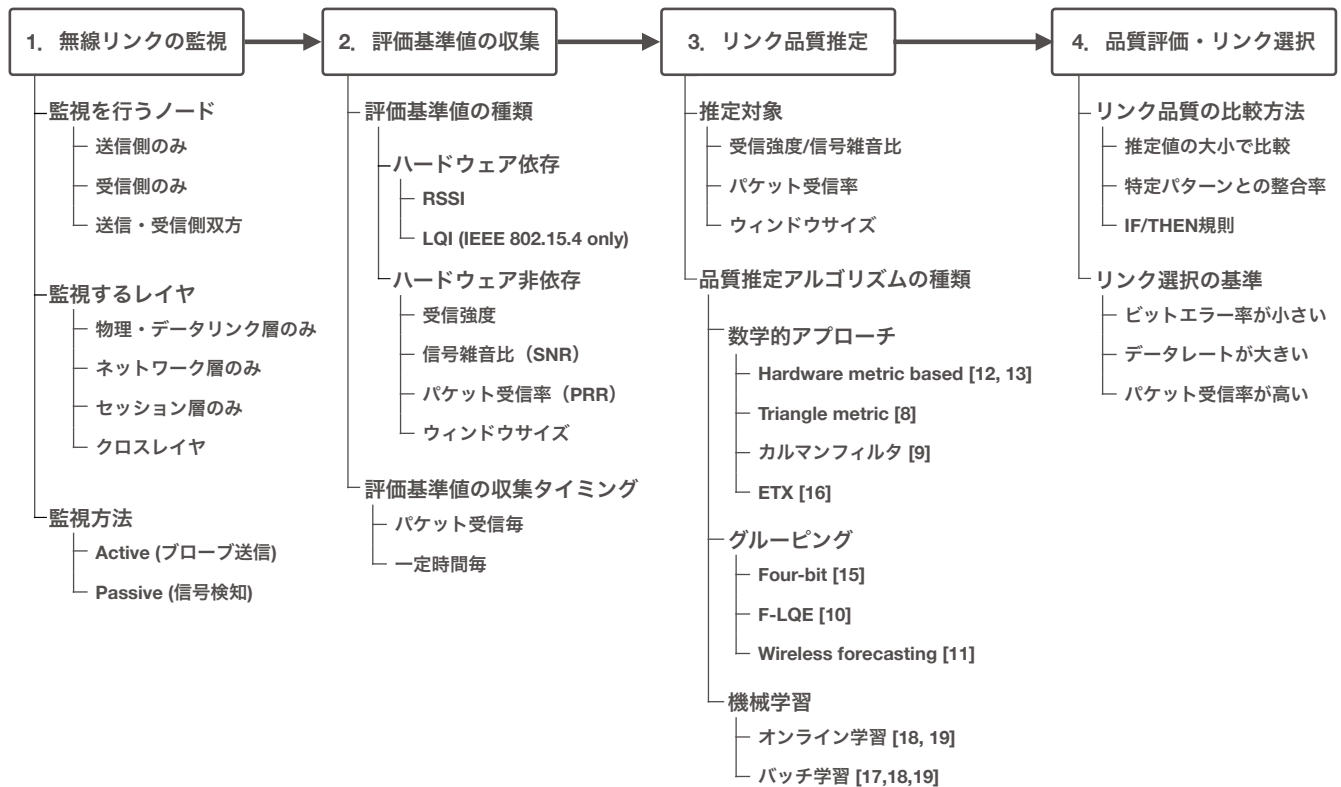 1. 無線リンクの監視
監視を行うノード
送信側のみ
受信側のみ
送信・受信側双方
監視するレイヤ
物理・データリンク層のみ
ネットワーク層のみ
セッション層のみ
クロスレイヤ
監視方法
Active (ブローブ送信)
Passive (信号検知)
2. 評価基準値の収集
評価基準値の種類
ハードウェア依存
RSSI
LQI (IEEE 802.15.4 only)
ハードウェア非依存
受信強度
信号雑音比（SNR）
パケット受信率（PRR）
ウィンドウサイズ
評価基準値の収集タイミング
パケット受信毎
一定時間毎
3. リンク品質推定
推定対象
受信強度/信号雑音比
パケット受信率
ウィンドウサイズ
品質推定アルゴリズムの種類
数学的アプローチ
Hardware metric based [12, 13]
Triangle metric [8]
カルマンフィルタ [9]
ETX [16]
グルーピング
Four-bit [15]
F-LQE [10]
Wireless forecasting [11]
機械学習
オンライン学習 [18, 19]
バッチ学習 [17,18,19]
4. 品質評価・リンク選択
リンク品質の比較方法
推定値の大小で比較
特定パターンとの整合率
IF/THEN規則
リンク選択の基準
ビットエラー率が小さい
データレートが大きい
パケット受信率が高い